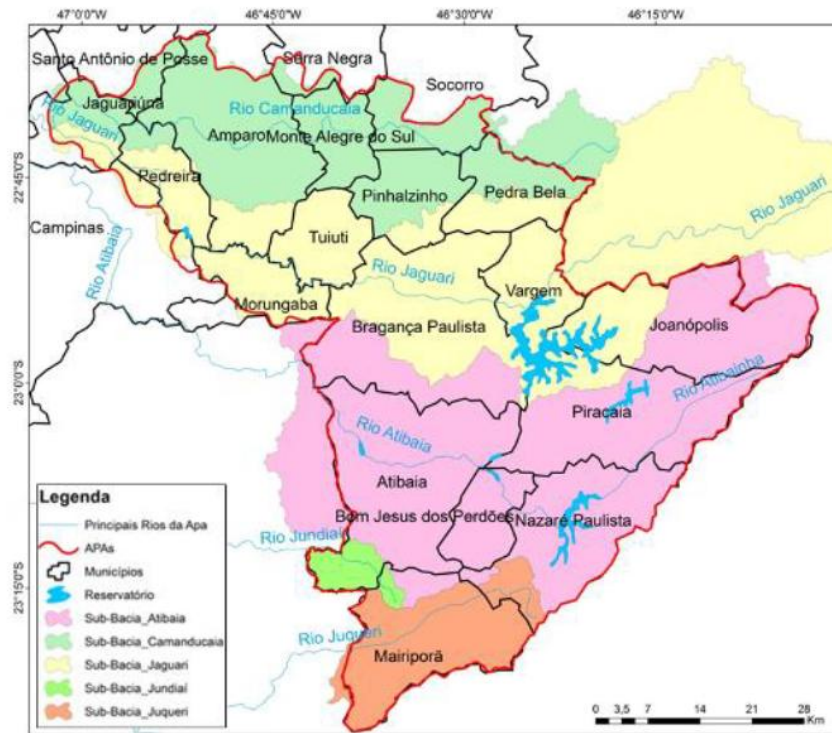 47°0'0"W 46°45'0"W 46°30'0"W 46°15'0"W
Santo Antônio de Posse
Serra Negra
Socorro
Jaguariúna
Rio Camanducaia
Rio Jaguari
Amparo
Monte Alegre do Sul
22°45'0"S
Pedreira
Pinhalzinho
Pedra Bela
Rio Jaguari
Campinas
Tuiuti
Rio Atibaia
Rio Jaguari
Vargem
Morungaba
Bragança Paulista
Joanópolis
23°0'0"S
Rio Atibainha
Piracaia
Rio Atibaia
Atibaia
Bom Jesus dos Perdões
Nazaré Paulista
Rio Jundiaí
23°15'0"S
Rio Juqueri
Mairiporã
Legenda
Principais Rios da Apa
APAs
Municípios
Reservatório
Sub-Bacia_Atibaia
Sub-Bacia_Camanducaia
Sub-Bacia_Jaguari
Sub-Bacia_Jundiaí
Sub-Bacia_Juqueri
0 3,5 7 14 21 28
Km